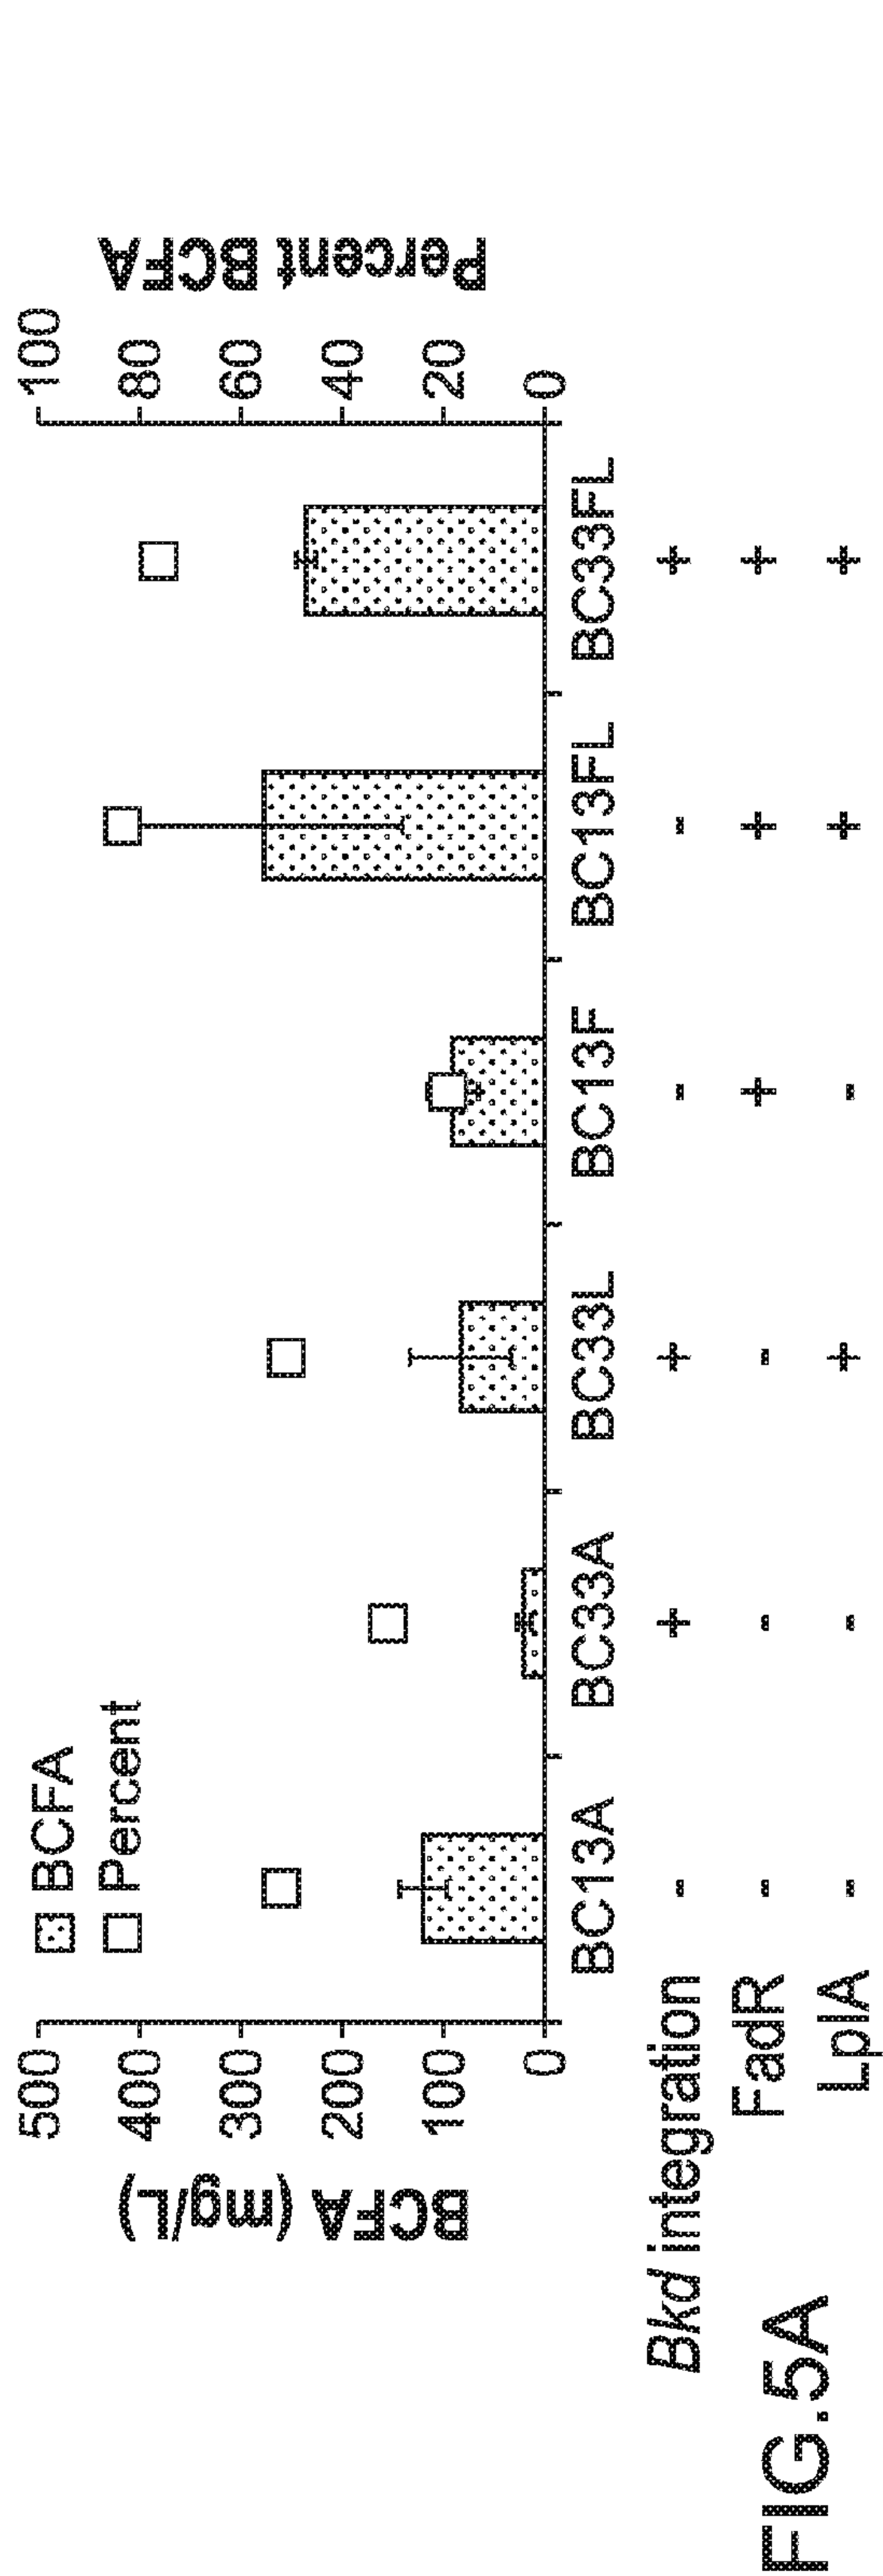 BCFA
Percent
BCFA (mg/L)
500
400
300
200
100
0
Percent BCFA
100
80
60
40
20
0
BC13A BC33A BC33L BC13F BC13FL BC33FL
Bkd integration - + + - - +
FadR - - - + + +
LplA - - + - + +
FIG.5A